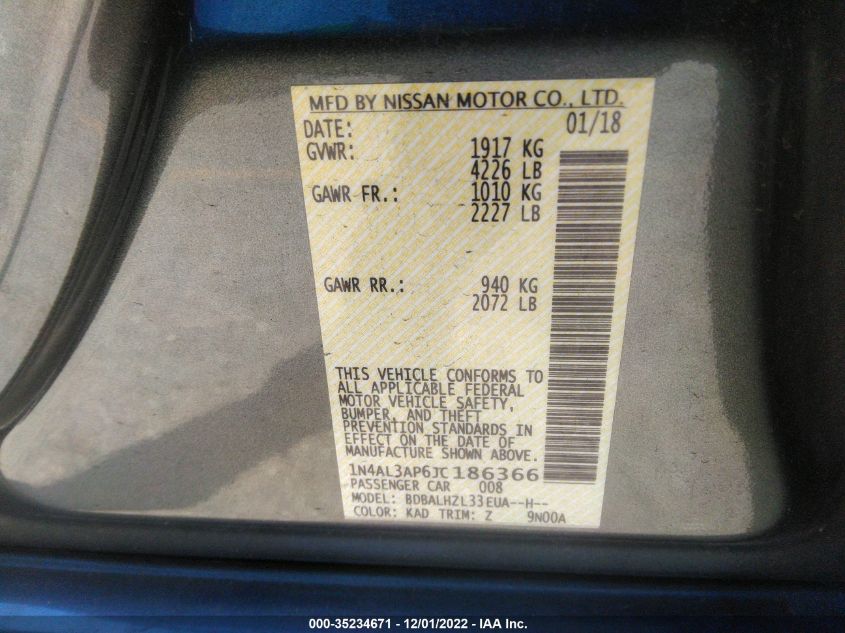 MFD BY NISSAN MOTOR CO., LTD.
DATE: 01/18
GVWR: 1917 KG
4226 LB
GAWR FR.: 1010 KG
2227 LB
GAWR RR.: 940 KG
2072 LB
THIS VEHICLE CONFORMS TO
ALL APPLICABLE FEDERAL
MOTOR VEHICLE SAFETY,
BUMPER, AND THEFT
PREVENTION STANDARDS IN
EFFECT ON THE DATE OF
MANUFACTURE SHOWN ABOVE.
1N4AL3AP6JC186366
PASSENGER CAR 008
MODEL: BDBALHZL33EUA--H--
COLOR: KAD TRIM: Z 9N00A
000-35234671 - 12/01/2022 - IAA Inc.